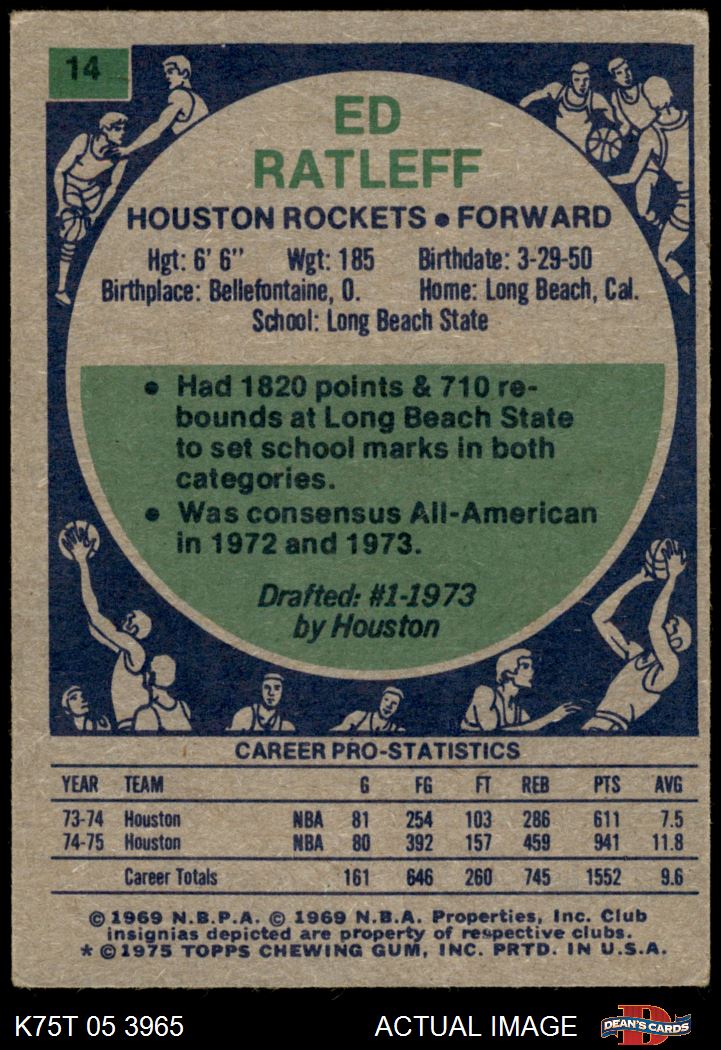 14
ED
RATLEFF
HOUSTON ROCKETS • FORWARD
Hgt: 6' 6" Wgt: 185 Birthdate: 3-29-50
Birthplace: Bellefontaine, O. Home: Long Beach, Cal.
School: Long Beach State
• Had 1820 points & 710 re-
bounds at Long Beach State
to set school marks in both
categories.
• Was consensus All-American
in 1972 and 1973.
Drafted: #1-1973
by Houston
CAREER PRO-STATISTICS
YEAR TEAM G FG FT REB PTS AVG
73-74 Houston NBA 81 254 103 286 611 7.5
74-75 Houston NBA 80 392 157 459 941 11.8
Career Totals 161 646 260 745 1552 9.6
© 1969 N.B.P.A. © 1969 N.B.A. Properties, Inc. Club
insignias depicted are property of respective clubs.
* © 1975 TOPPS CHEWING GUM, INC. PRTD. IN U.S.A.
K75T 05 3965 ACTUAL IMAGE D DEAN'S CARDS